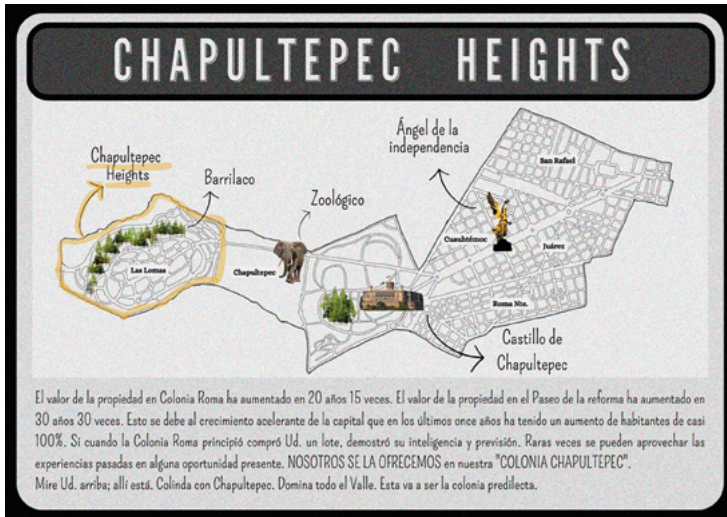 CHAPULTEPEC HEIGHTS
Ángel de la
independencia
San Rafael
Chapultepec
Heights
Barrilaco
Zoológico
Cuauhtémoc
Juárez
Las Lomas
Chapultepec
Roma Nte.
Castillo de
Chapultepec
El valor de la propiedad en Colonia Roma ha aumentado en 20 años 15 veces. El valor de la propiedad en el Paseo de la reforma ha aumentado en
30 años 30 veces. Esto se debe al crecimiento acelerante de la capital que en los últimos once años ha tenido un aumento de habitantes de casi
100%. Si cuando la Colonia Roma principió compró Ud. un lote, demostró su inteligencia y previsión. Raras veces se pueden aprovechar las
experiencias pasadas en alguna oportunidad presente. NOSOTROS SE LA OFRECEMOS en nuestra "COLONIA CHAPULTEPEC".
Mire Ud. arriba; allí está. Colinda con Chapultepec. Domina todo el Valle. Esta va a ser la colonia predilecta.